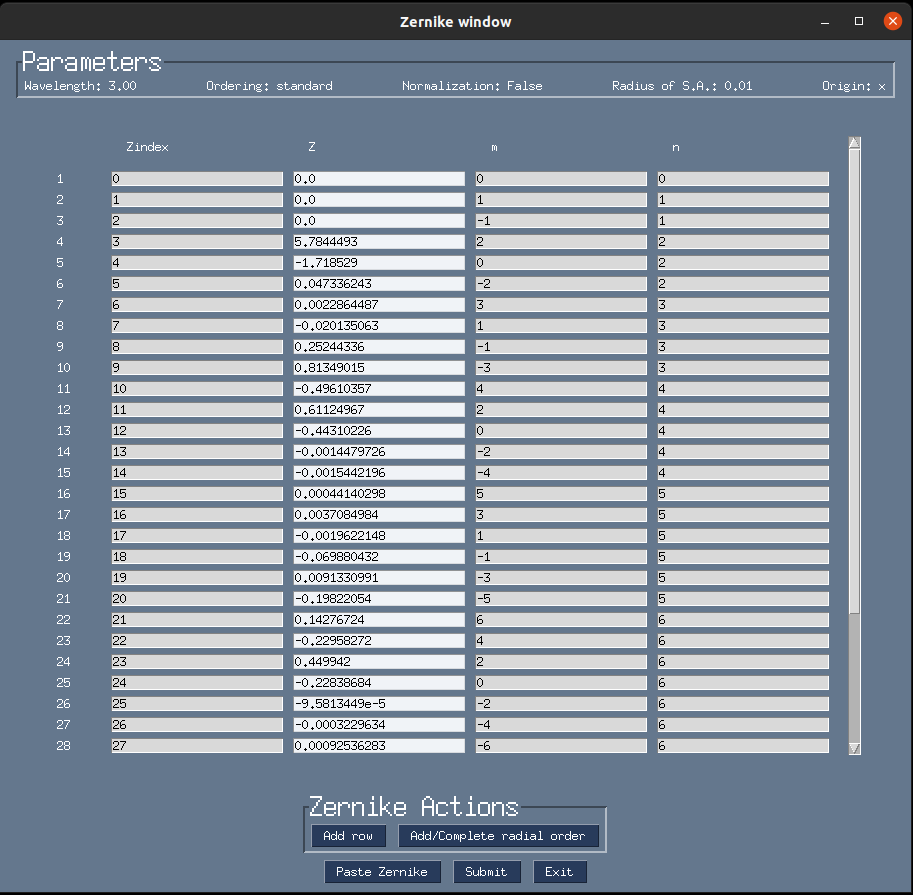 Zernike window
Parameters
Wavelength: 3.00 Ordering: standard Normalization: False Radius of S.A.: 0.01 Origin: ×
Zindex Z m n
1 0 0.0 0 0
2 1 0.0 1 1
3 2 0.0 -1 1
4 3 5.7844493 2 2
5 4 -1.718529 0 2
6 5 0.047336243 -2 2
7 6 0.0022864487 3 3
8 7 -0.020135063 1 3
9 8 0.25244336 -1 3
10 9 0.81349015 -3 3
11 10 -0.49610357 4 4
12 11 0.61124967 2 4
13 12 -0.44310226 0 4
14 13 -0.0014479726 -2 4
15 14 -0.0015442196 -4 4
16 15 0.00044140298 5 5
17 16 0.0037084984 3 5
18 17 -0.0019622148 1 5
19 18 -0.069880432 -1 5
20 19 0.0091330991 -3 5
21 20 -0.19822054 -5 5
22 21 0.14276724 6 6
23 22 -0.22958272 4 6
24 23 0.449942 2 6
25 24 -0.22838684 0 6
26 25 -9.5813449e-5 -2 6
27 26 -0.0003229634 -4 6
28 27 0.00092536283 -6 6
Zernike Actions
Add row Add/Complete radial order
Paste Zernike Submit Exit